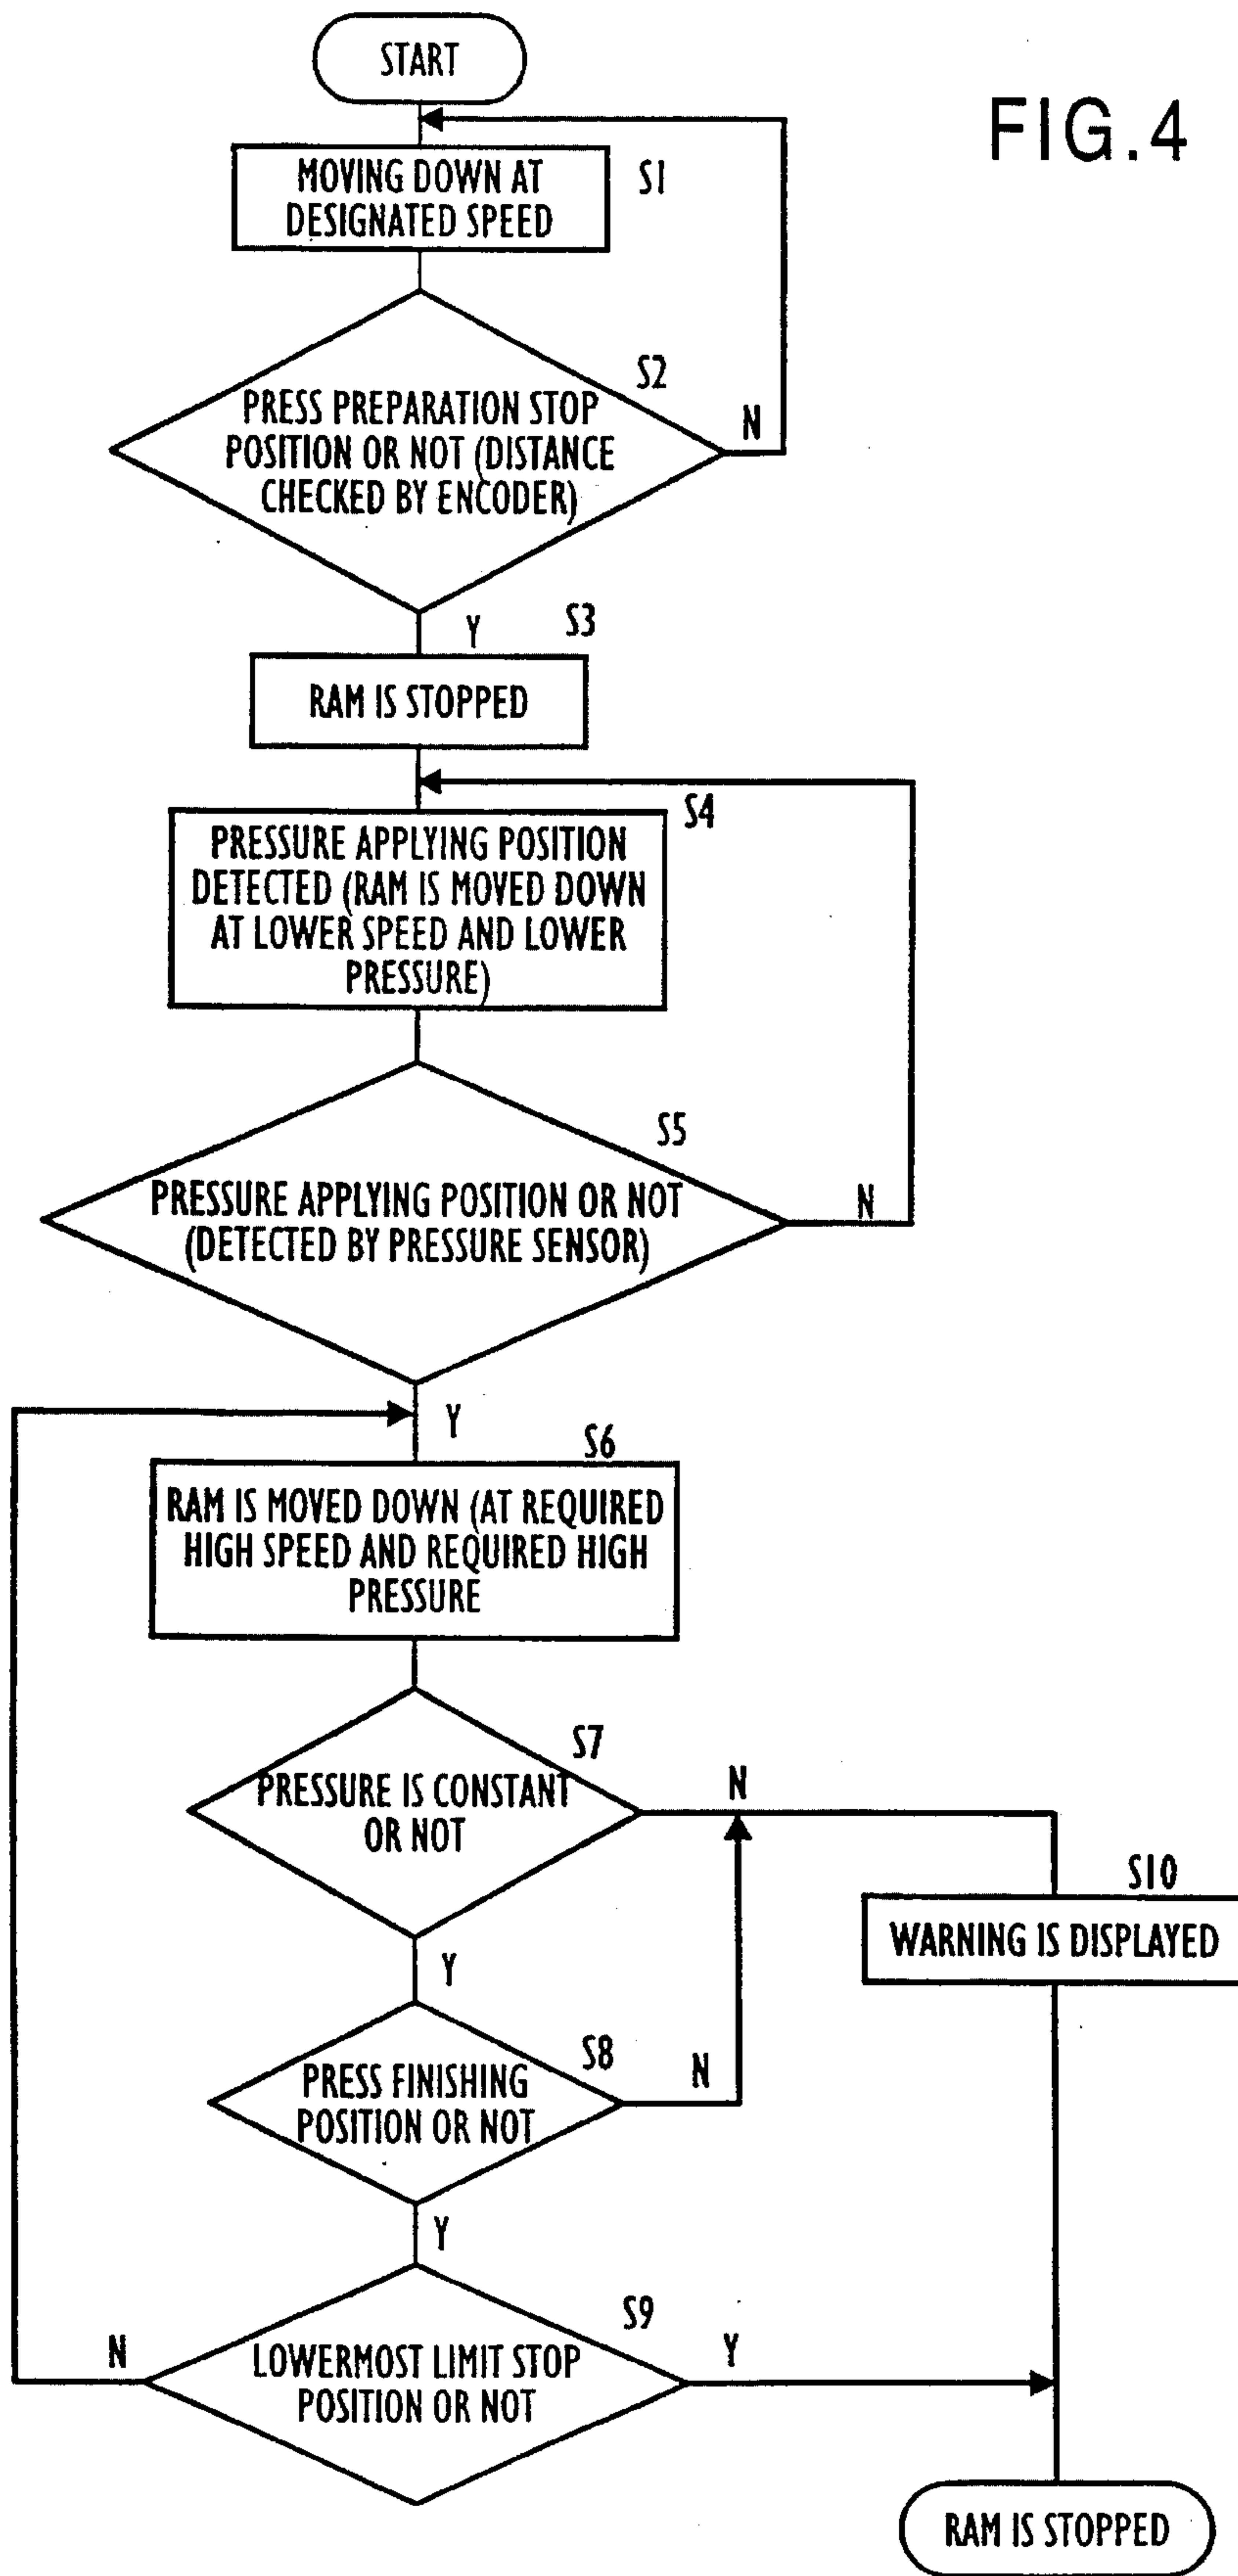 START
FIG.4
MOVING DOWN AT
DESIGNATED SPEED
S1
S2
PRESS PREPARATION STOP
POSITION OR NOT (DISTANCE
CHECKED BY ENCODER)
N
Y
S3
RAM IS STOPPED
S4
PRESSURE APPLYING POSITION
DETECTED (RAM IS MOVED DOWN
AT LOWER SPEED AND LOWER
PRESSURE)
S5
PRESSURE APPLYING POSITION OR NOT
(DETECTED BY PRESSURE SENSOR)
N
Y
S6
RAM IS MOVED DOWN (AT REQUIRED
HIGH SPEED AND REQUIRED HIGH
PRESSURE
S7
PRESSURE IS CONSTANT
OR NOT
N
S10
WARNING IS DISPLAYED
Y
S8
PRESS FINISHING
POSITION OR NOT
N
Y
S9
LOWERMOST LIMIT STOP
POSITION OR NOT
N
Y
RAM IS STOPPED